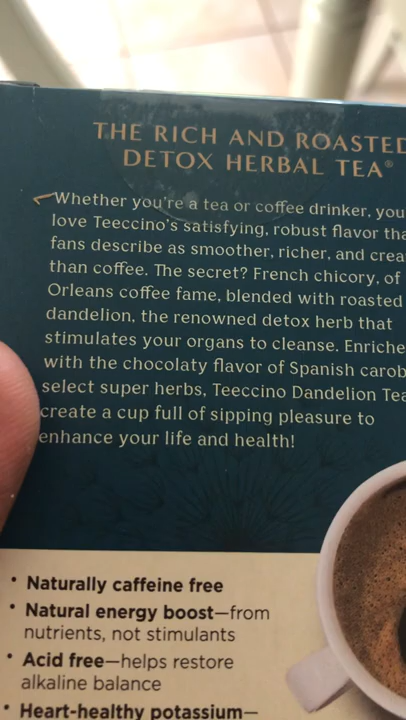 THE RICH AND ROASTED
DETOX HERBAL TEA®
Whether you're a tea or coffee drinker, you
love Teeccino's satisfying, robust flavor tha
fans describe as smoother, richer, and crea
than coffee. The secret? French chicory, of
Orleans coffee fame, blended with roasted
dandelion, the renowned detox herb that
stimulates your organs to cleanse. Enriche
with the chocolaty flavor of Spanish carob
select super herbs, Teeccino Dandelion Tea
create a cup full of sipping pleasure to
enhance your life and health!
• Naturally caffeine free
• Natural energy boost—from
nutrients, not stimulants
• Acid free—helps restore
alkaline balance
• Heart-healthy potassium—